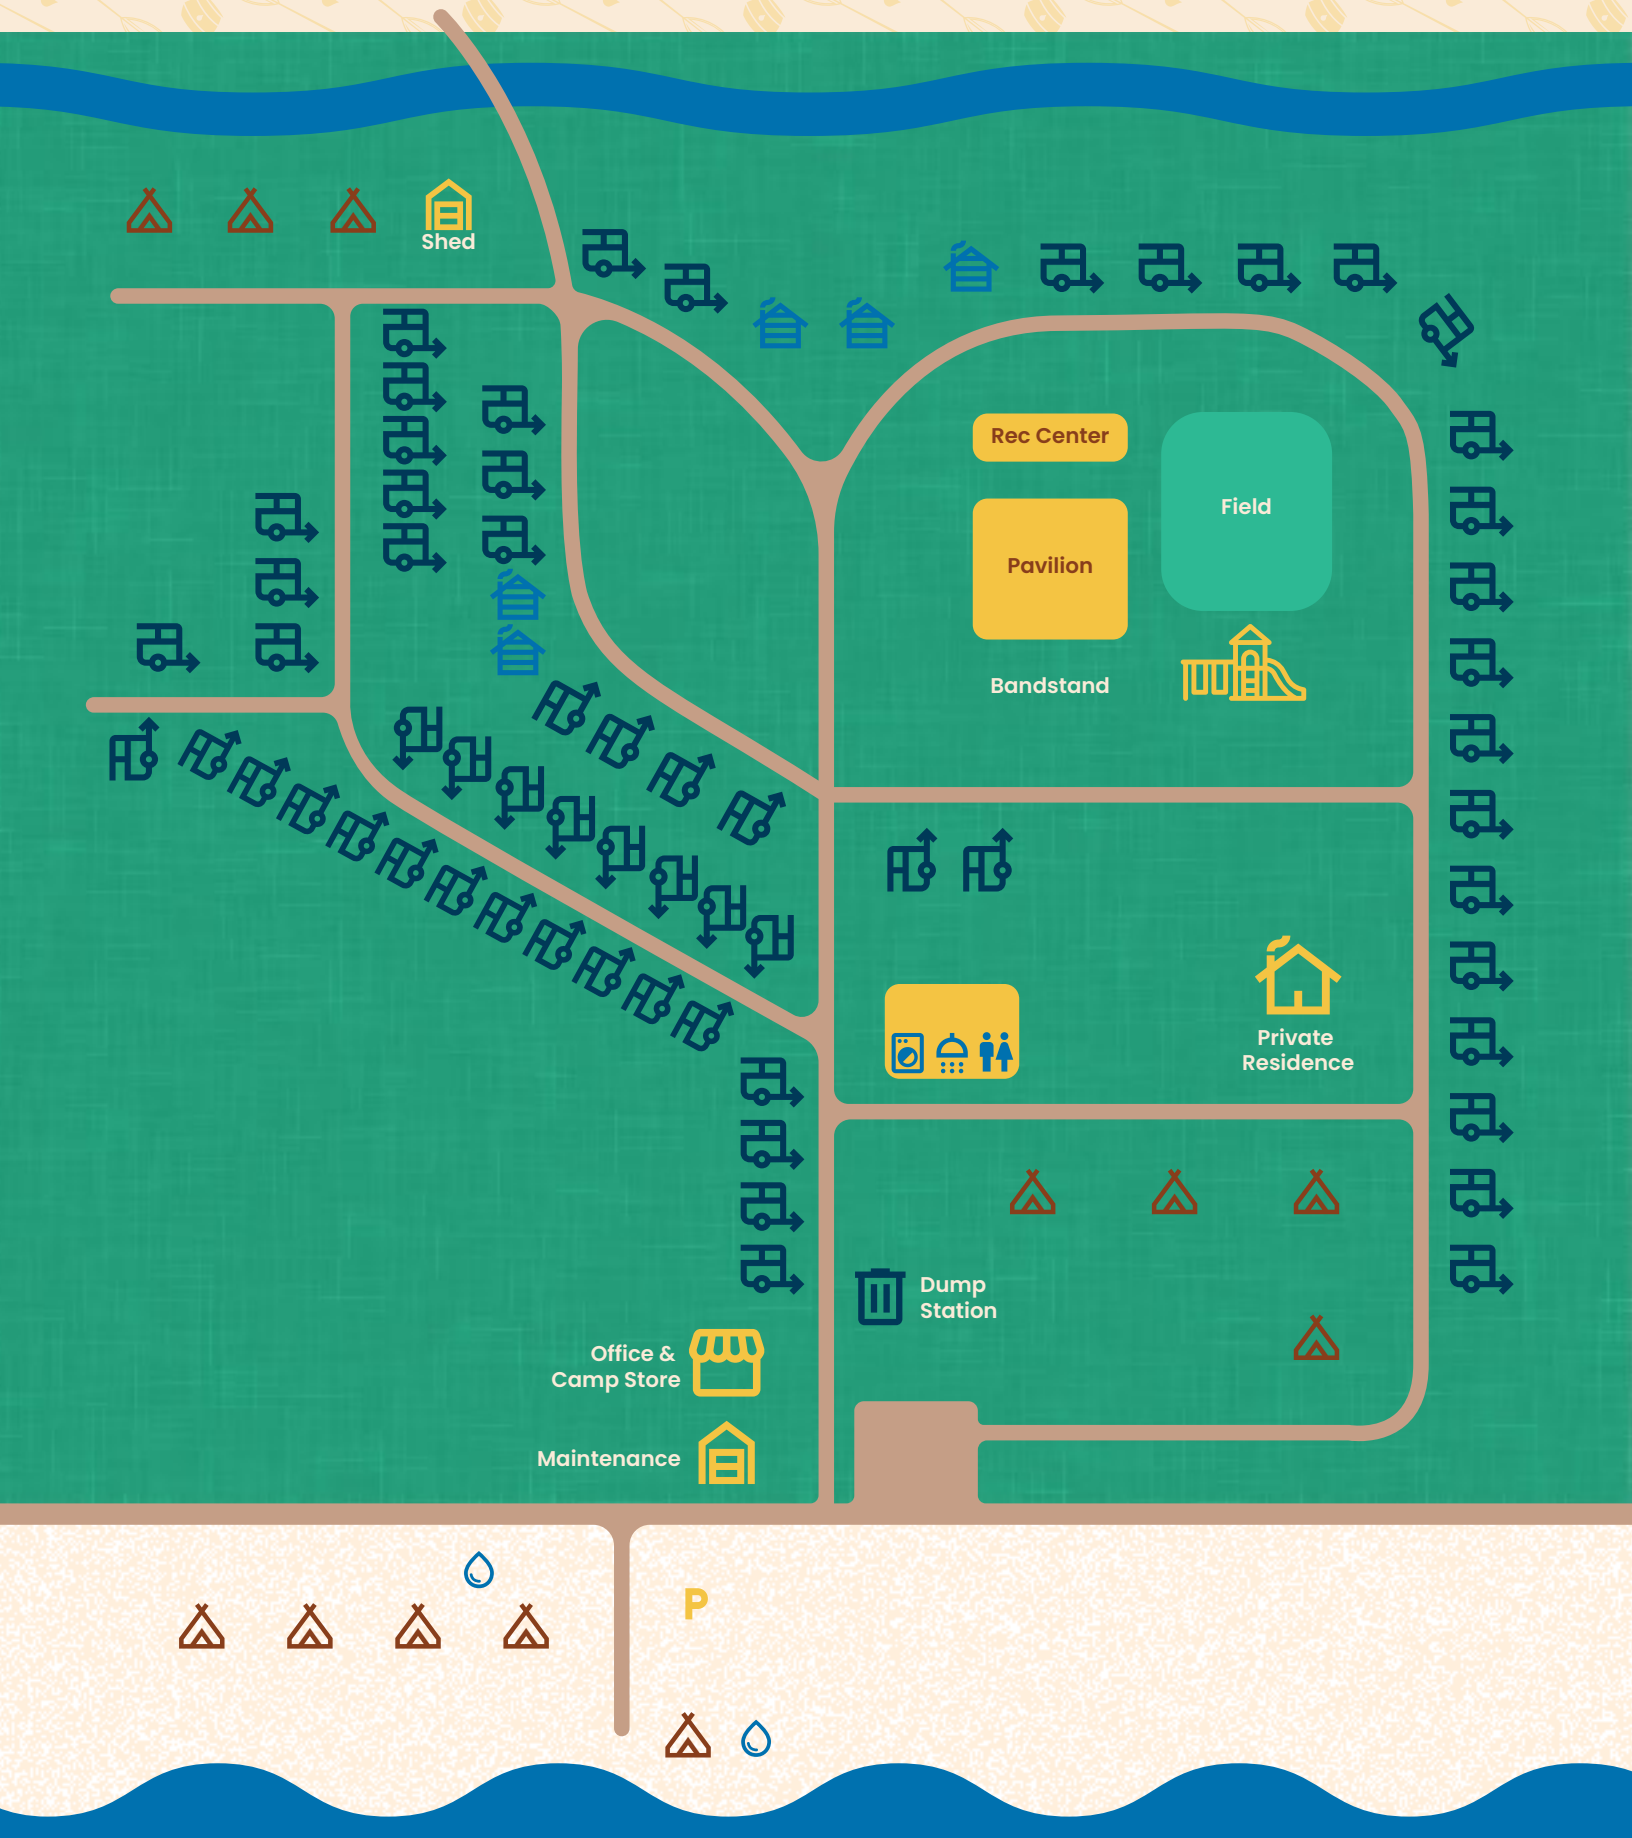 Shed
Rec Center
Field
Pavilion
Bandstand
Private
Residence
Dump
Station
Office &
Camp Store
Maintenance
P